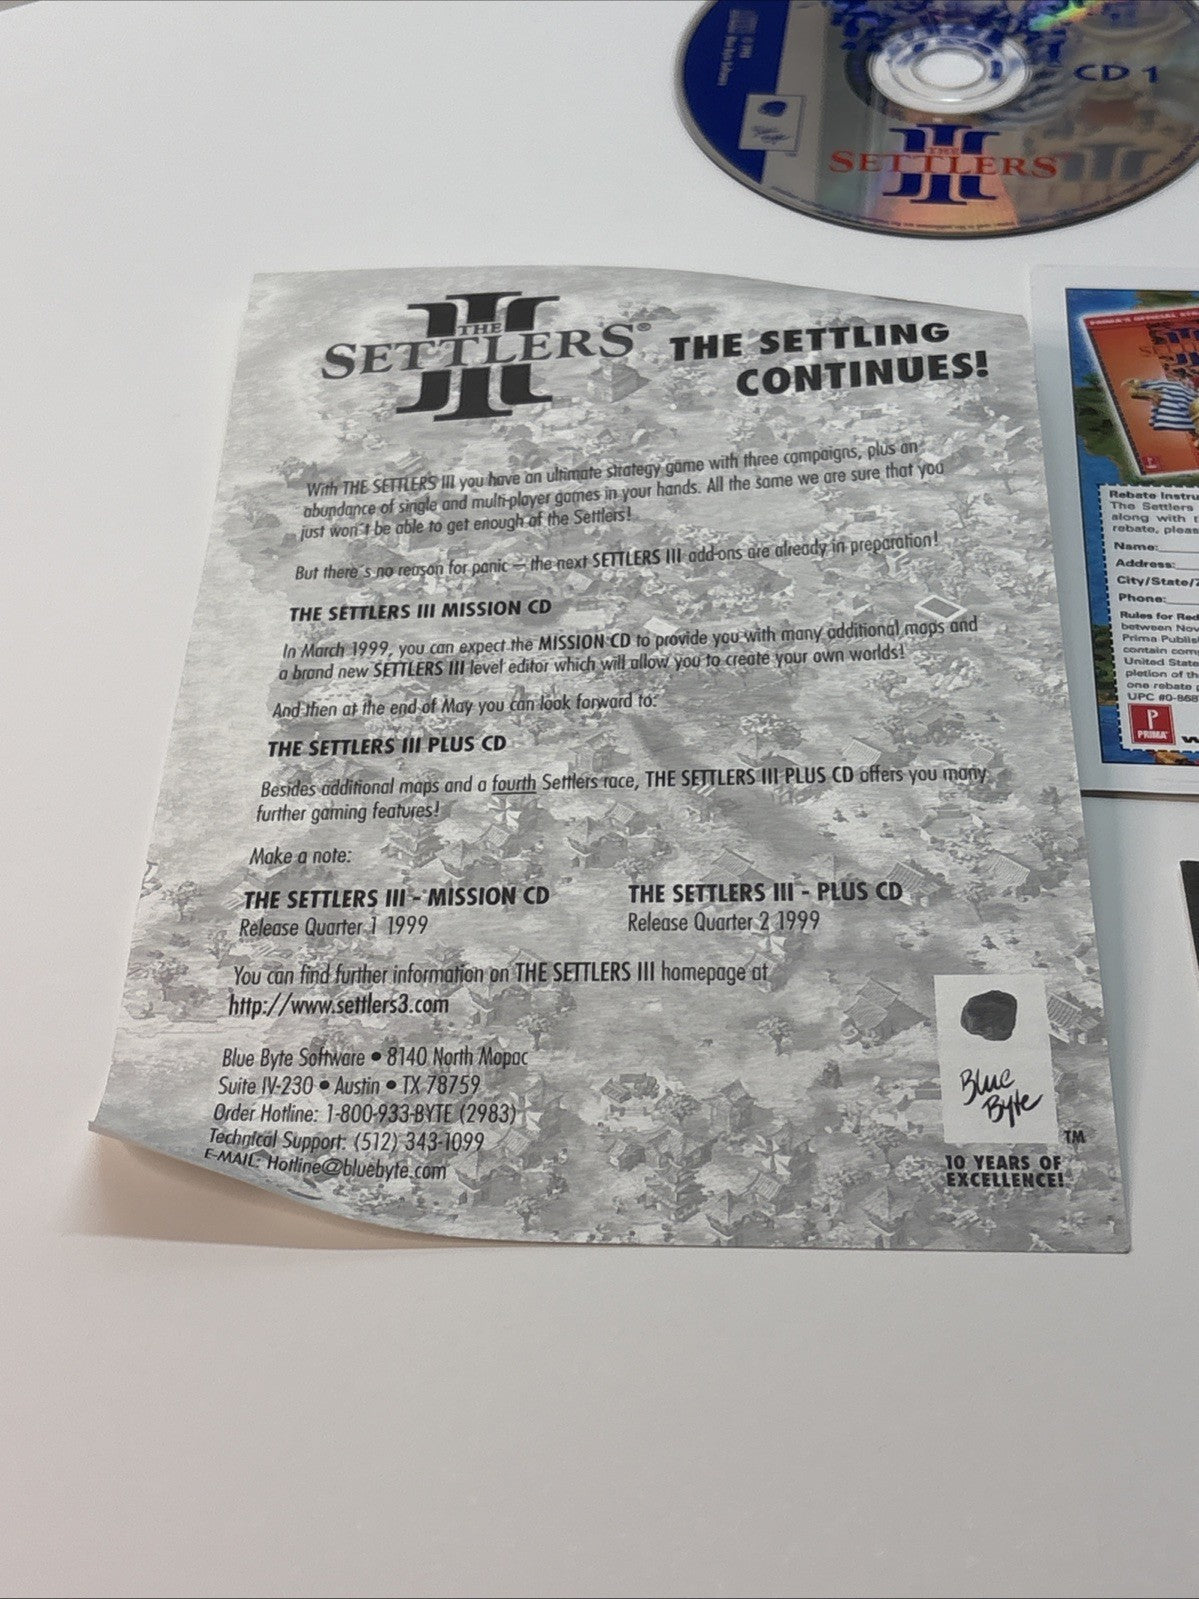 CD 1
THE
SETTLERS
THE
SETTLERS®
THE SETTLING
CONTINUES!
With THE SETTLERS III you have an ultimate strategy game with three campaigns, plus an
abundance of single and multi-player games in your hands. All the same we are sure that you
just won´t be able to get enough of the Settlers!
But there´s no reason for panic – the next SETTLERS III add-ons are already in preparation!
THE SETTLERS III MISSION CD
In March 1999, you can expect the MISSION CD to provide you with many additional maps and
a brand new SETTLERS III level editor which will allow you to create your own worlds!
And then at the end of May you can look forward to:
THE SETTLERS III PLUS CD
Besides additional maps and a fourth Settlers race, THE SETTLERS III PLUS CD offers you many
further gaming features!
Make a note:
THE SETTLERS III - MISSION CD
Release Quarter 1 1999
THE SETTLERS III - PLUS CD
Release Quarter 2 1999
You can find further information on THE SETTLERS III homepage at
http://www.settlers3.com
Blue Byte Software • 8140 North Mopac
Suite IV-230 • Austin • TX 78759
Order Hotline: 1-800-933-BYTE (2983)
Technical Support: (512) 343-1099
E-MAIL: Hotline@bluebyte.com
Blue
Byte
TM
10 YEARS OF
EXCELLENCE!
PRIMA'S OFFICIAL
Rebate
The Settlers
along with
rebate,
Name:
Address:
City/State/
Phone:
Rules for
between
Prima
contain
United
pletion of
one rebate
UPC
P
PRIMA